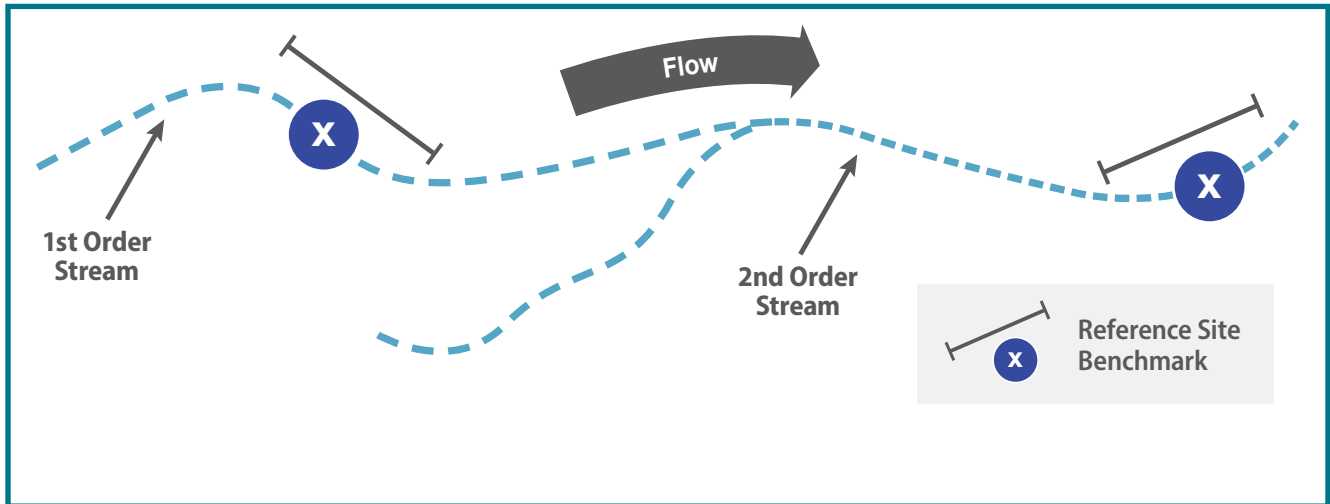 Flow
X
X
1st Order
Stream
2nd Order
Stream
X
Reference Site
Benchmark